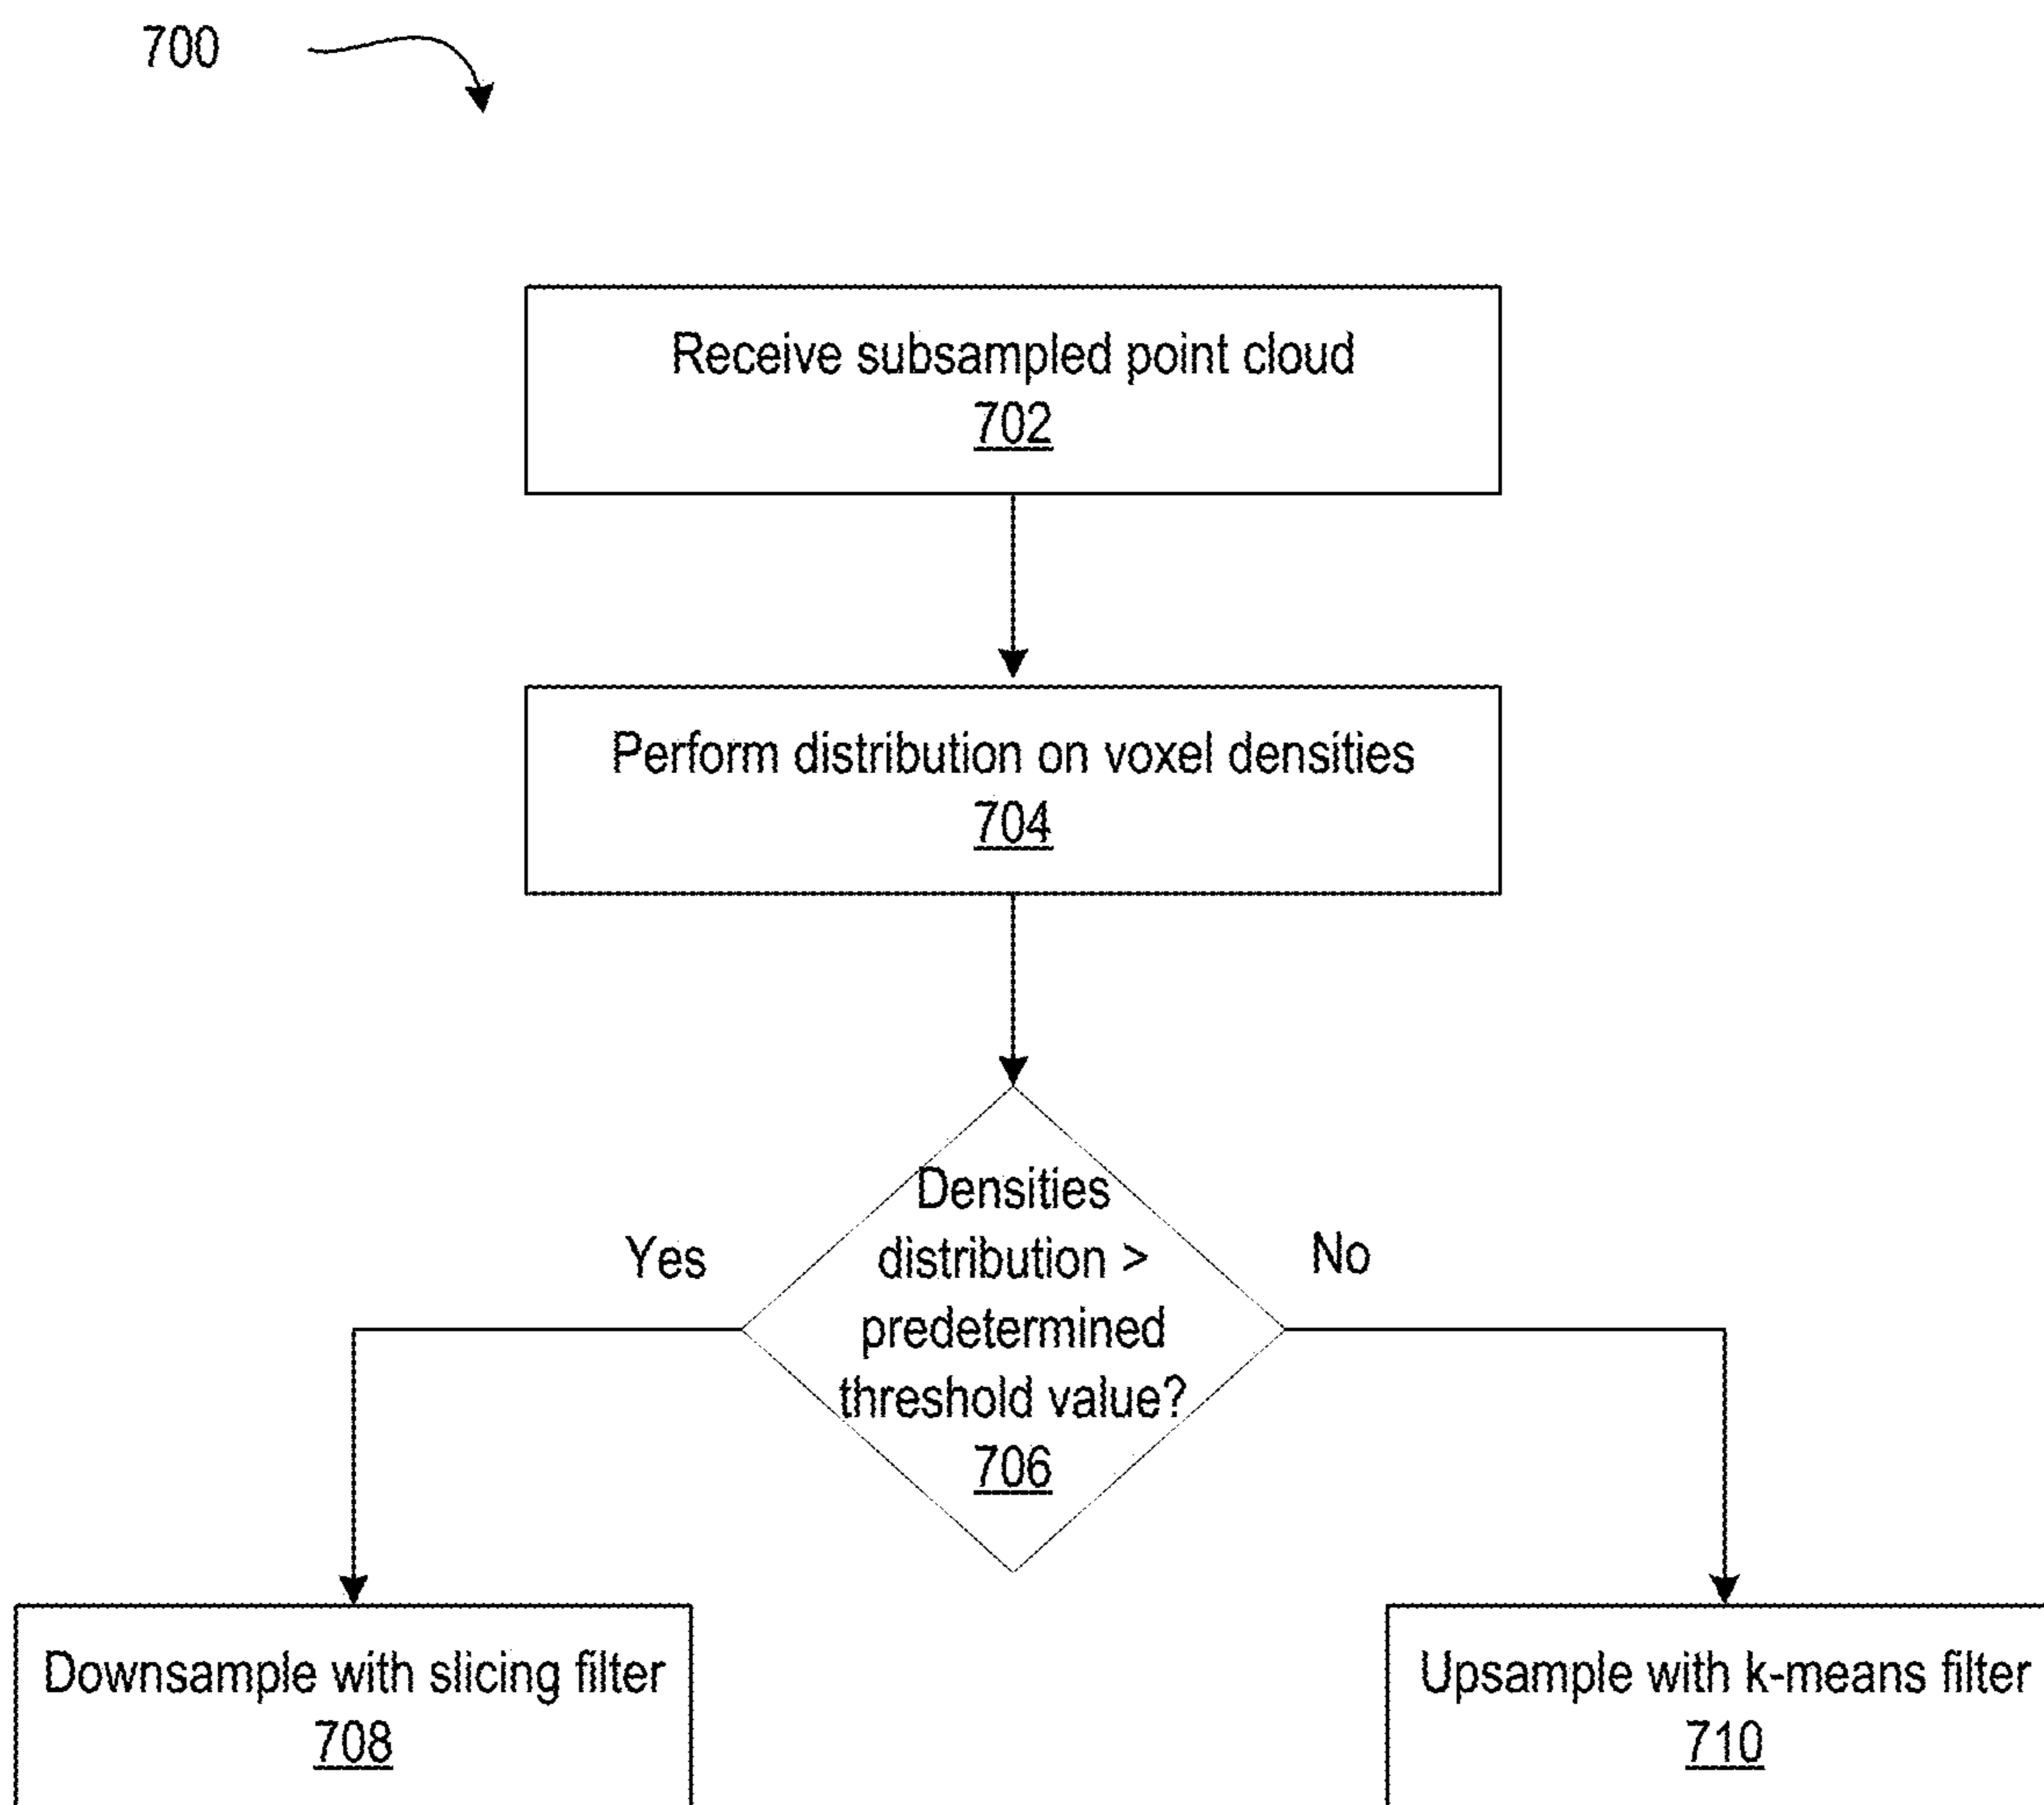 700
Receive subsampled point cloud
702
Perform distribution on voxel densities
704
Densities
distribution >
predetermined
threshold value?
706
Yes
No
Downsample with slicing filter
708
Upsample with k-means filter
710